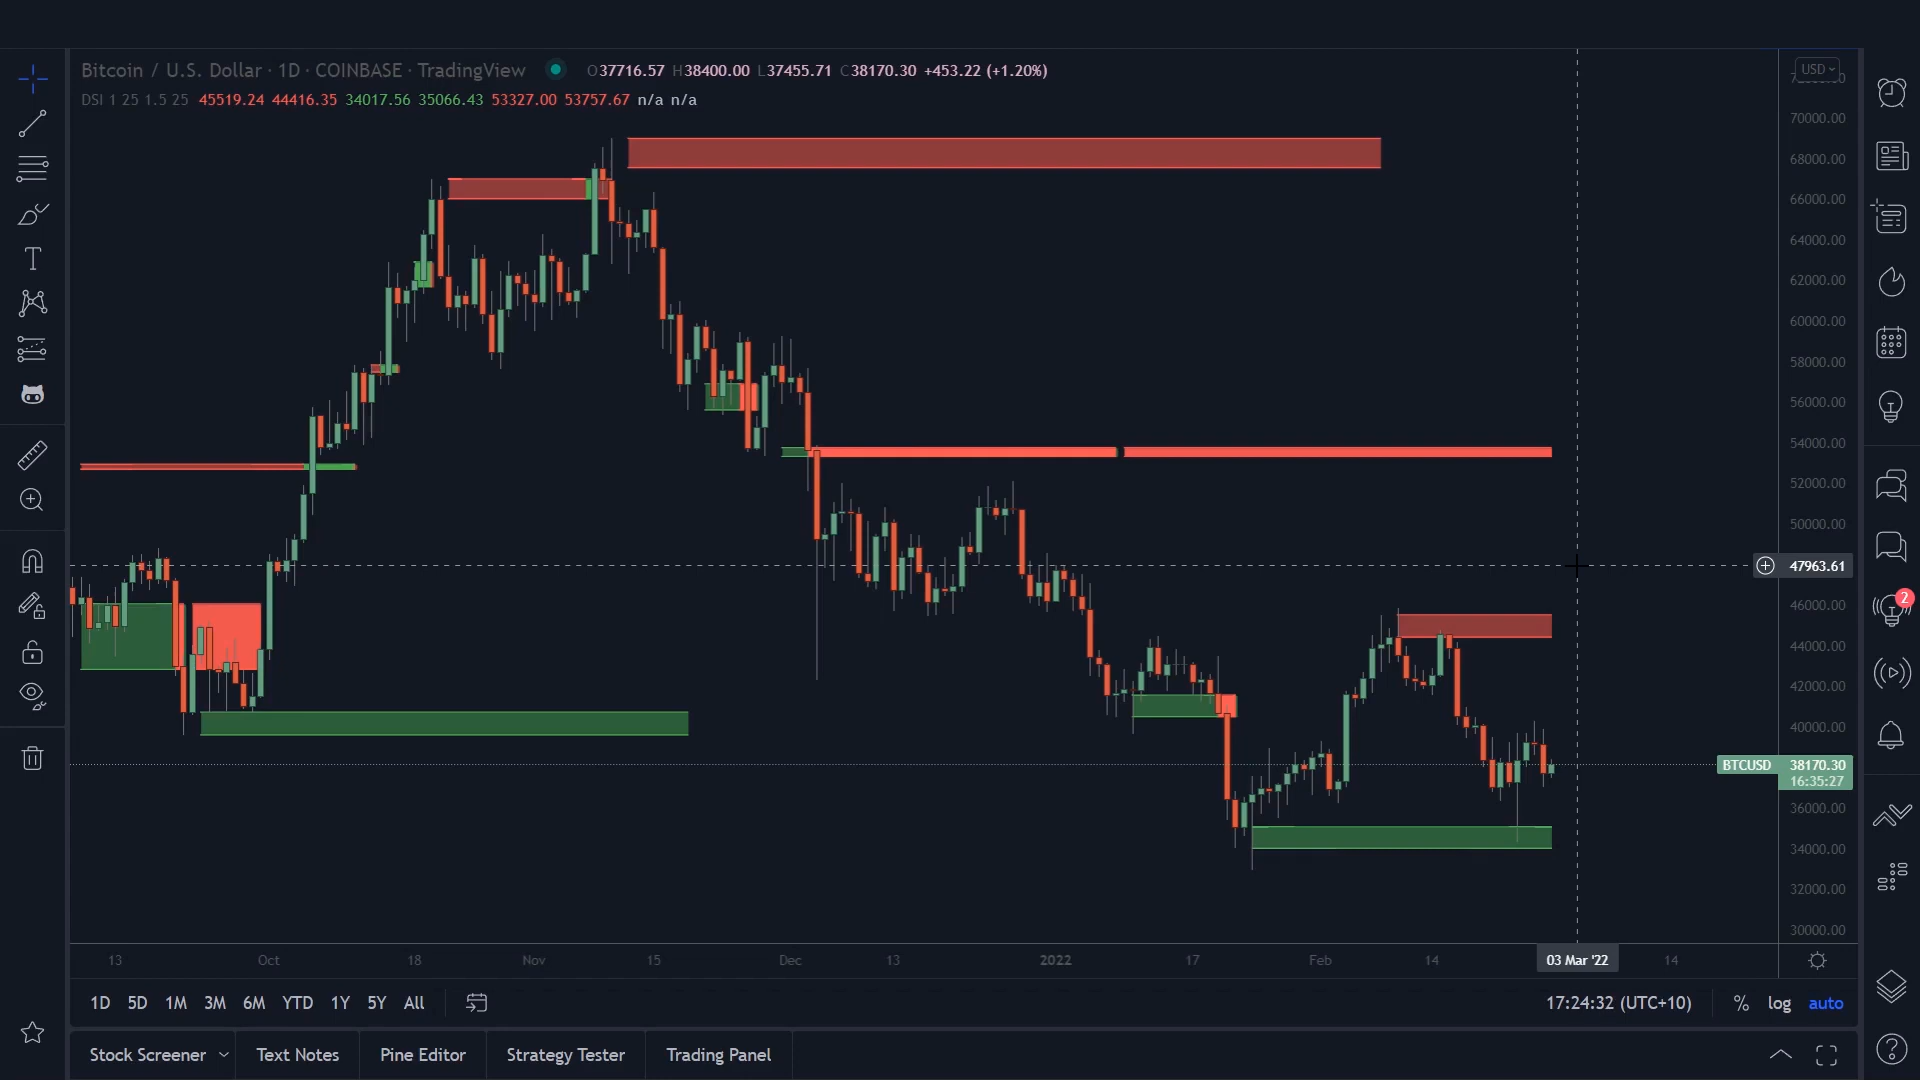 Bitcoin / U.S. Dollar · 1D · COINBASE · TradingView O37716.57 H38400.00 L37455.71 C38170.30 +453.22 (+1.20%)
DSI 1 25 1.5 25 45519.24 44416.35 34017.56 35066.43 53327.00 53757.67 n/a n/a
USD
70000.00
68000.00
66000.00
64000.00
62000.00
60000.00
58000.00
56000.00
54000.00
52000.00
50000.00
47963.61
46000.00
44000.00
42000.00
40000.00
BTCUSD 38170.30
16:35:27
36000.00
34000.00
32000.00
30000.00
2
T
13 Oct 18 Nov 15 Dec 13 2022 17 Feb 14 03 Mar '22 14
1D 5D 1M 3M 6M YTD 1Y 5Y All 17:24:32 (UTC+10) % log auto
Stock Screener Text Notes Pine Editor Strategy Tester Trading Panel